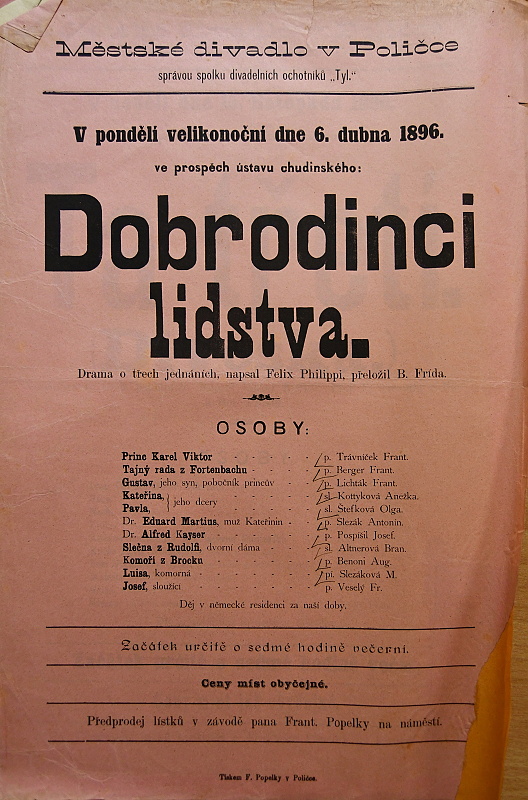 Městské divadlo v Poličce
správou spolku divadelních ochotníků „Tyl.“
V pondělí velikonoční dne 6. dubna 1896.
ve prospěch ústavu chudinského:
Dobrodinci
lidstva.
Drama o třech jednáních, napsal Felix Philippi, přeložil B. Frída.
OSOBY:
Princ Karel Viktor - - - - - p. Trávníček Frant.
Tajný rada z Fortenbachu - - - - p. Berger Frant.
Gustav, jeho syn, pobočník princův - - - p. Lichták Frant.
Kateřina, } jeho dcery - - - - sl. Kottyková Anežka.
Pavla, - - - - sl. Štefková Olga.
Dr. Eduard Martius, muž Kateřinin - - - p. Slezák Antonín.
Dr. Alfred Kayser - - - - - p. Pospíšil Josef.
Slečna z Rudolfi, dvorní dáma - - - - sl. Altnerová Bran.
Komoří z Brocku - - - - - p. Benoni Aug.
Luisa, komorná - - - - - - pí. Slezáková M.
Josef, sloužící - - - - - - p. Veselý Fr.
Děj v německé residenci za naší doby.
Začátek určitě o sedmé hodině večerní.
Ceny míst obyčejné.
Předprodej lístků v závodě pana Frant. Popelky na náměstí.
Tiskem F. Popelky v Poličce.